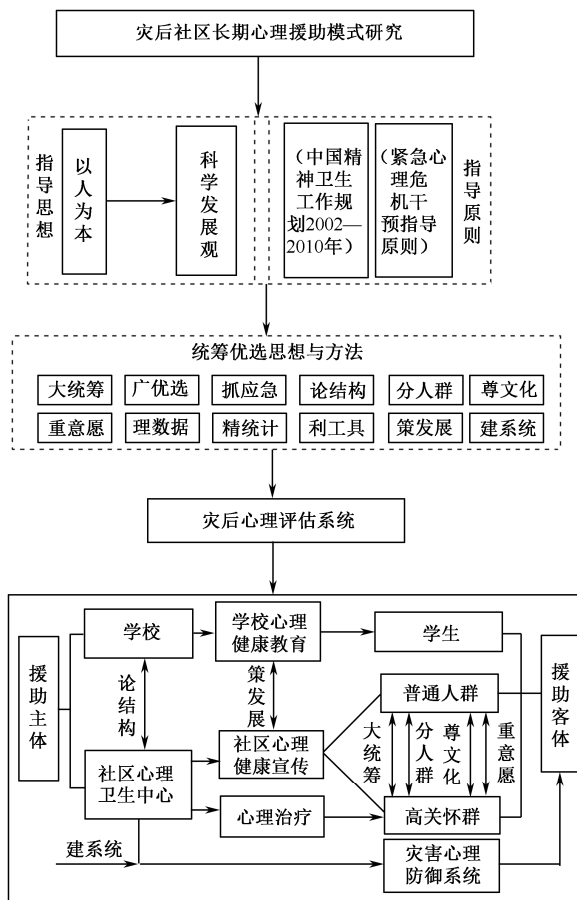 灾后社区长期心理援助模式研究
指导思想
以人为本
科学发展观
（中国精
神卫生
工作规
划2002—
2010年）
（紧急心
理危
机干
预指导
原则）
指导原则
统筹优选思想与方法
大统筹 广优选 抓应急 论结构 分人群 尊文化
重意愿 理数据 精统计 利工具 策发展 建系统
灾后心理评估系统
援助主体
学校
学校心理
健康教育
学生
论结构
策发展
普通人群
援助客体
社区心理
卫生中心
社区心理
健康宣传
大统筹
分人群
尊文化
重意愿
心理治疗
高关怀群
建系统
灾害心理
防御系统